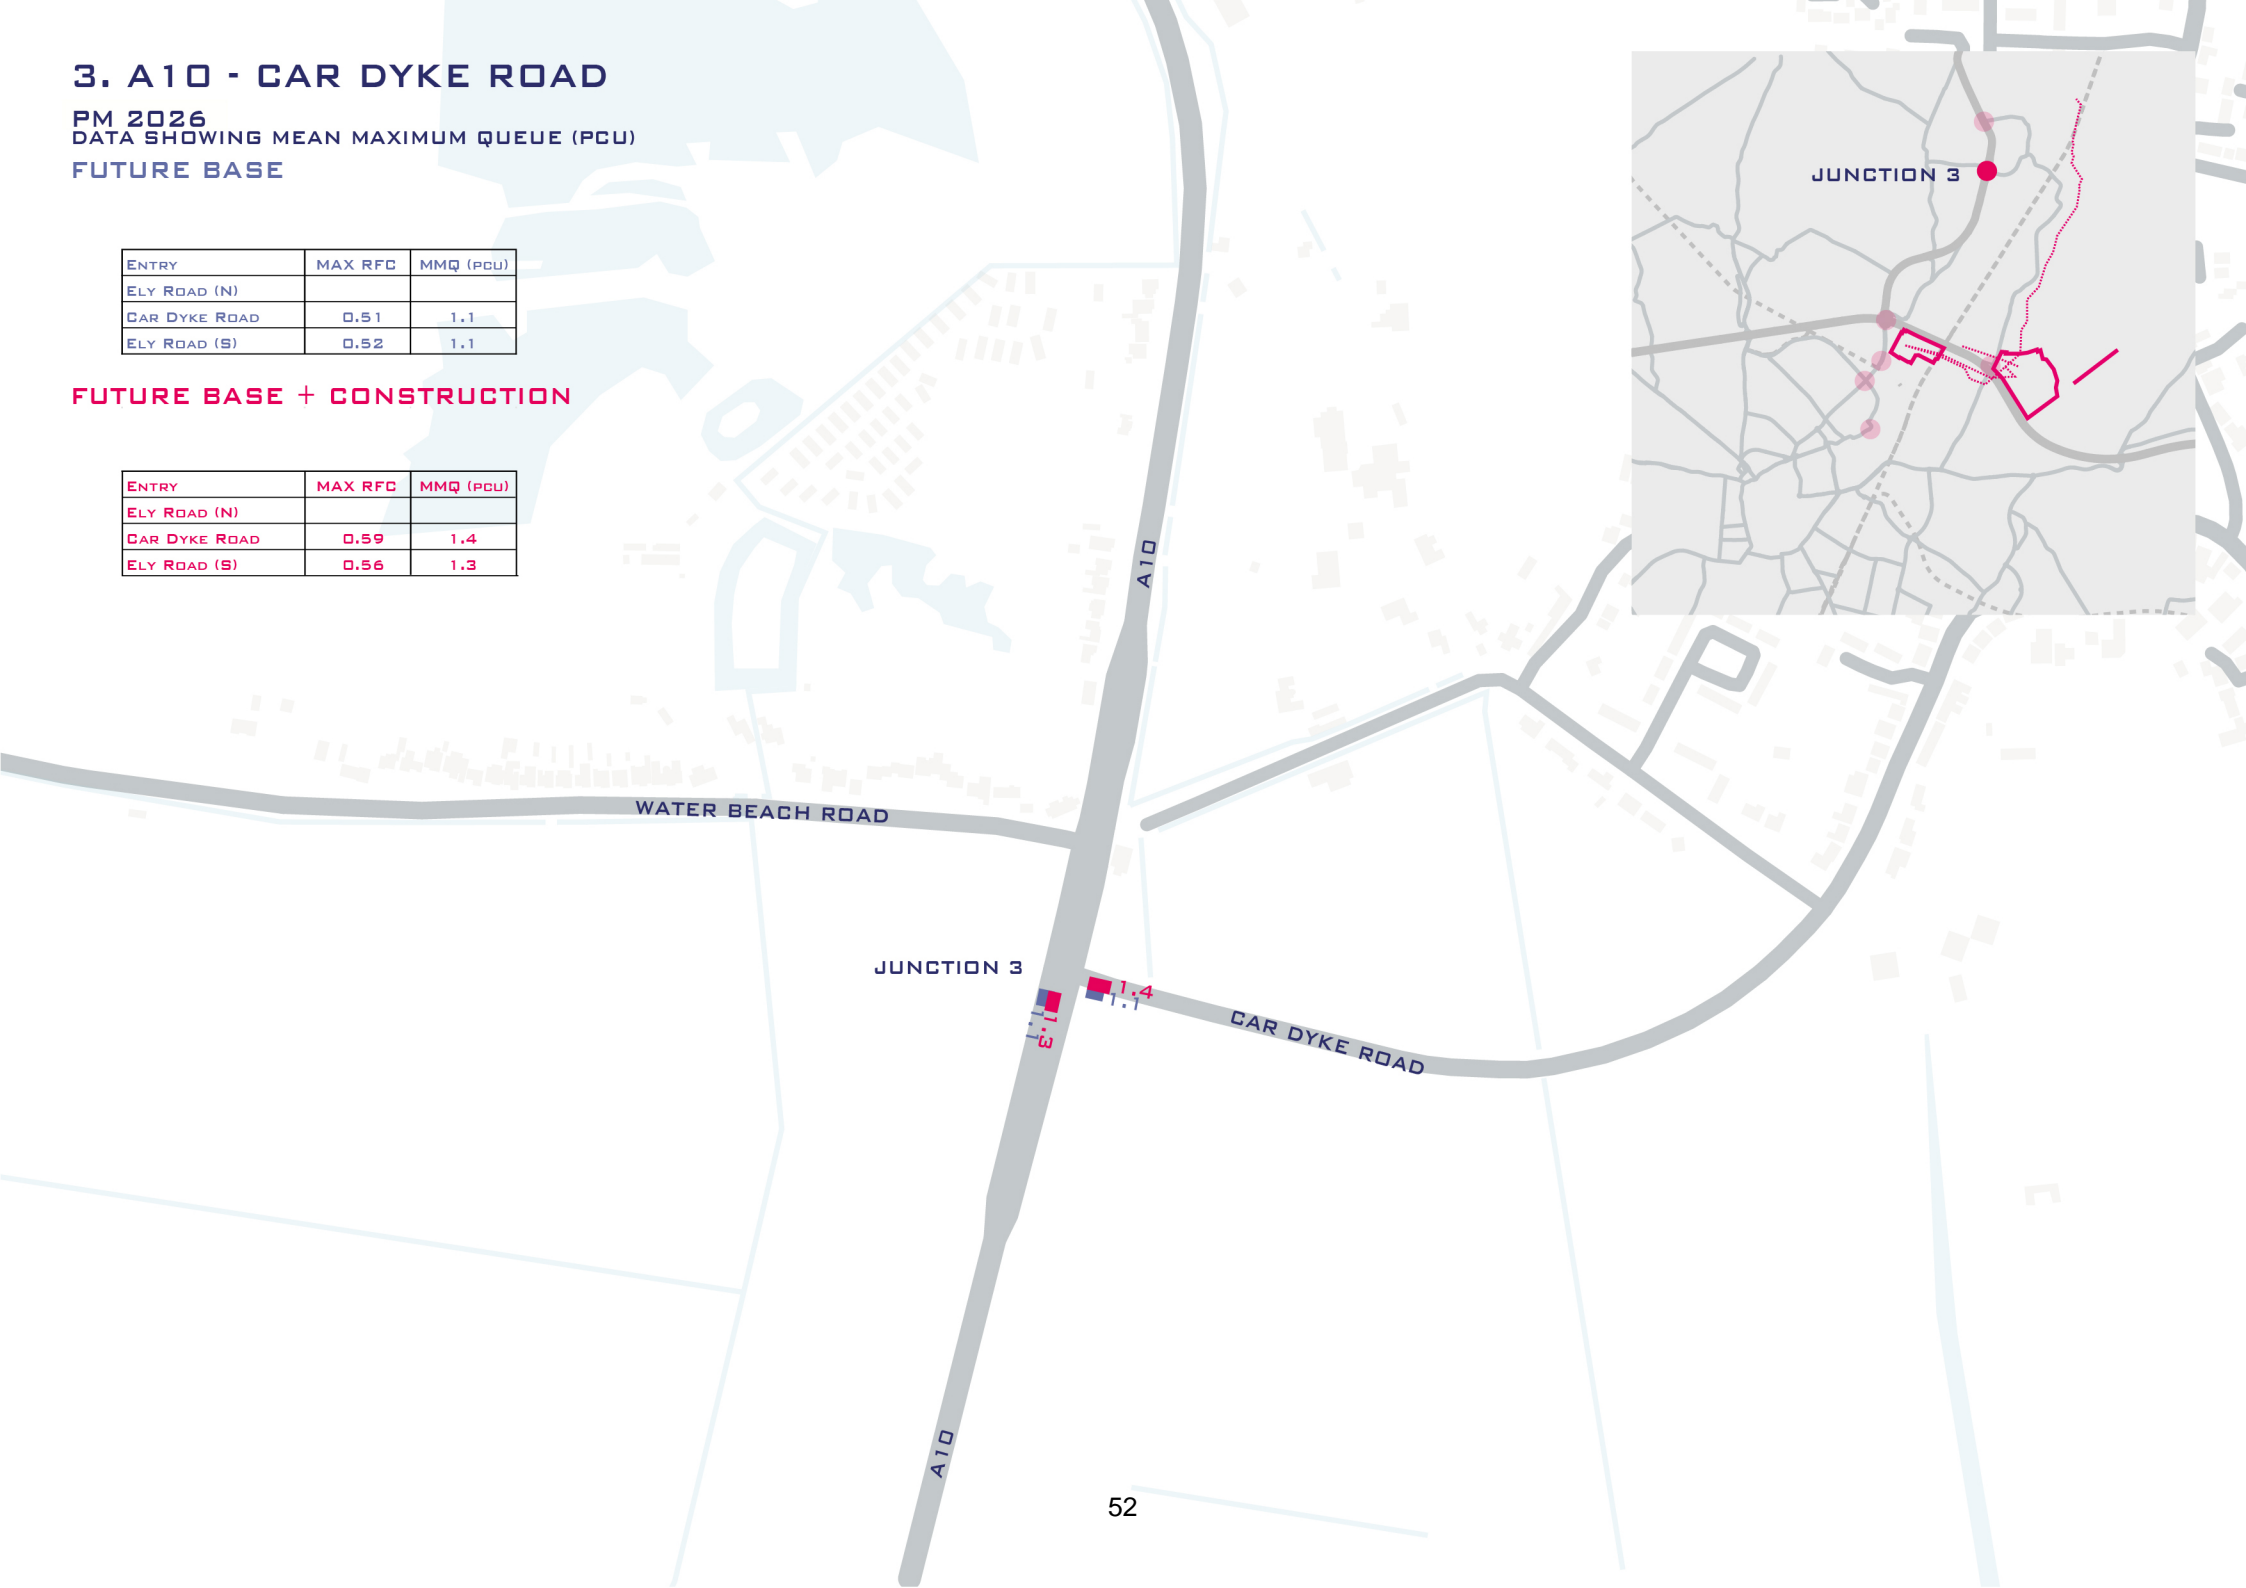 3. A10 - CAR DYKE ROAD
PM 2026
DATA SHOWING MEAN MAXIMUM QUEUE (PCU)
FUTURE BASE
ENTRY MAX RFC MMQ (PCU)
ELY ROAD (N)
CAR DYKE ROAD 0.51 1.1
ELY ROAD (S) 0.52 1.1
FUTURE BASE + CONSTRUCTION
ENTRY MAX RFC MMQ (PCU)
ELY ROAD (N)
CAR DYKE ROAD 0.59 1.4
ELY ROAD (S) 0.56 1.3
JUNCTION 3
A10
WATER BEACH ROAD
JUNCTION 3
1.4
1.1
1.1
1.3
CAR DYKE ROAD
A10
52